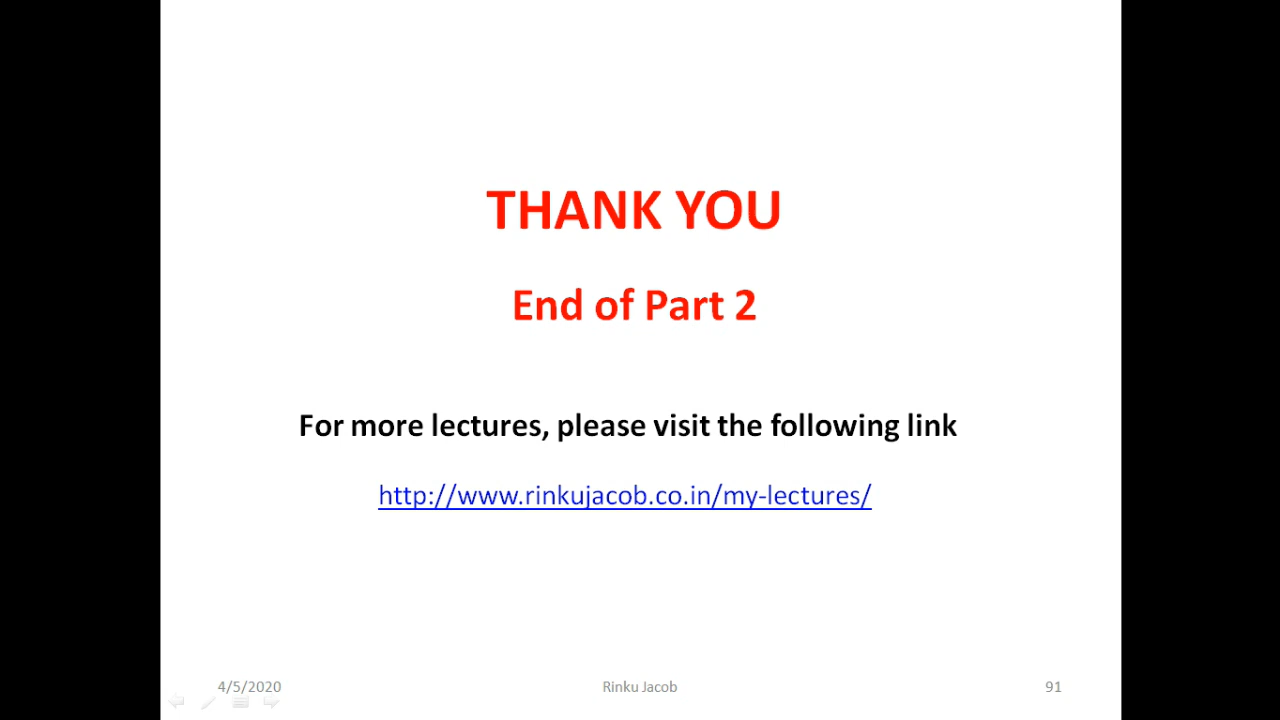 THANK YOU
End of Part 2
For more lectures, please visit the following link
http://www.rinkujacob.co.in/my-lectures/
4/5/2020
Rinku Jacob
91